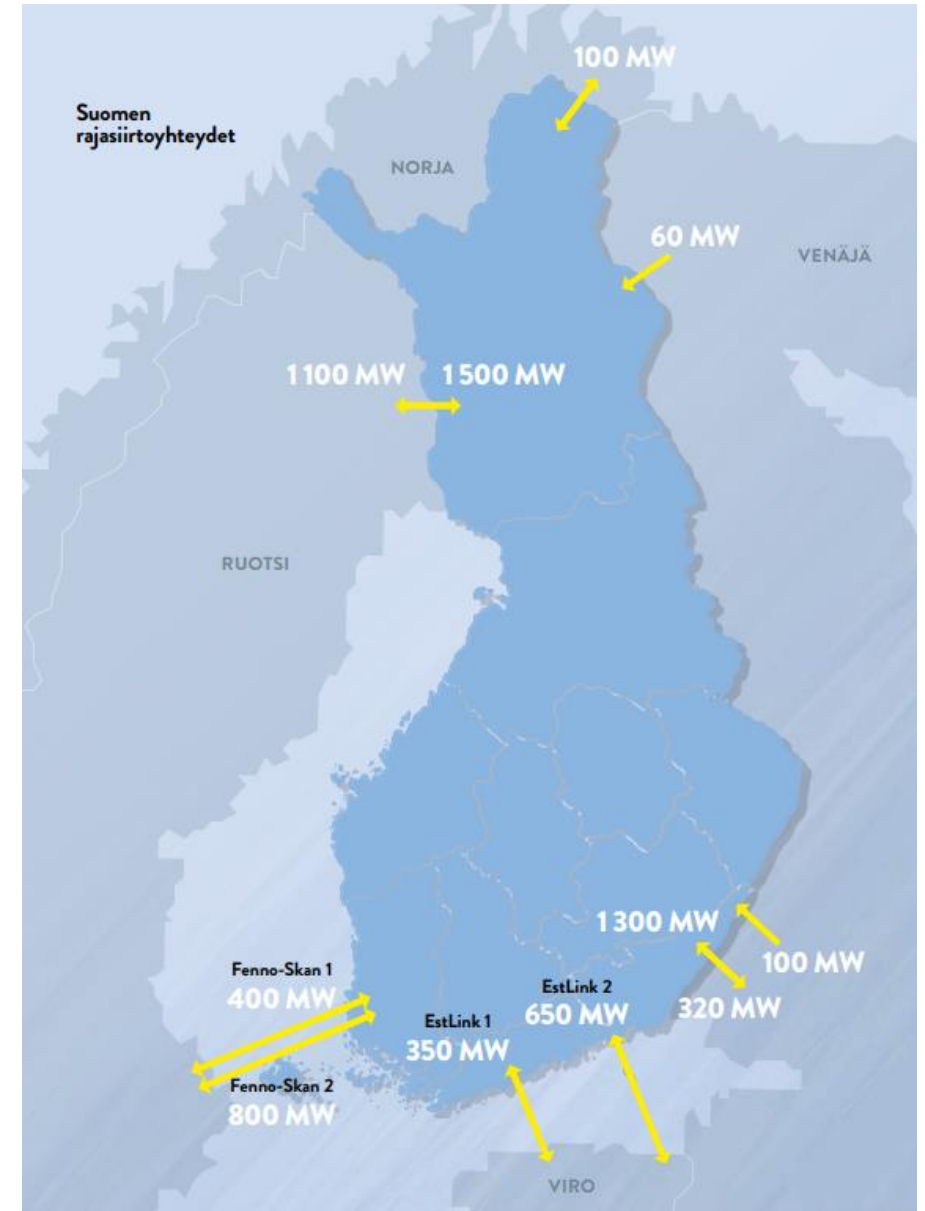 100 MW
Suomen
rajasiirtoyhteydet
NORJA
60 MW
VENÄJÄ
1 100 MW
1 500 MW
RUOTSI
1 300 MW
100 MW
320 MW
Fenno-Skan 1
400 MW
EstLink 2
650 MW
EstLink 1
350 MW
Fenno-Skan 2
800 MW
VIRO